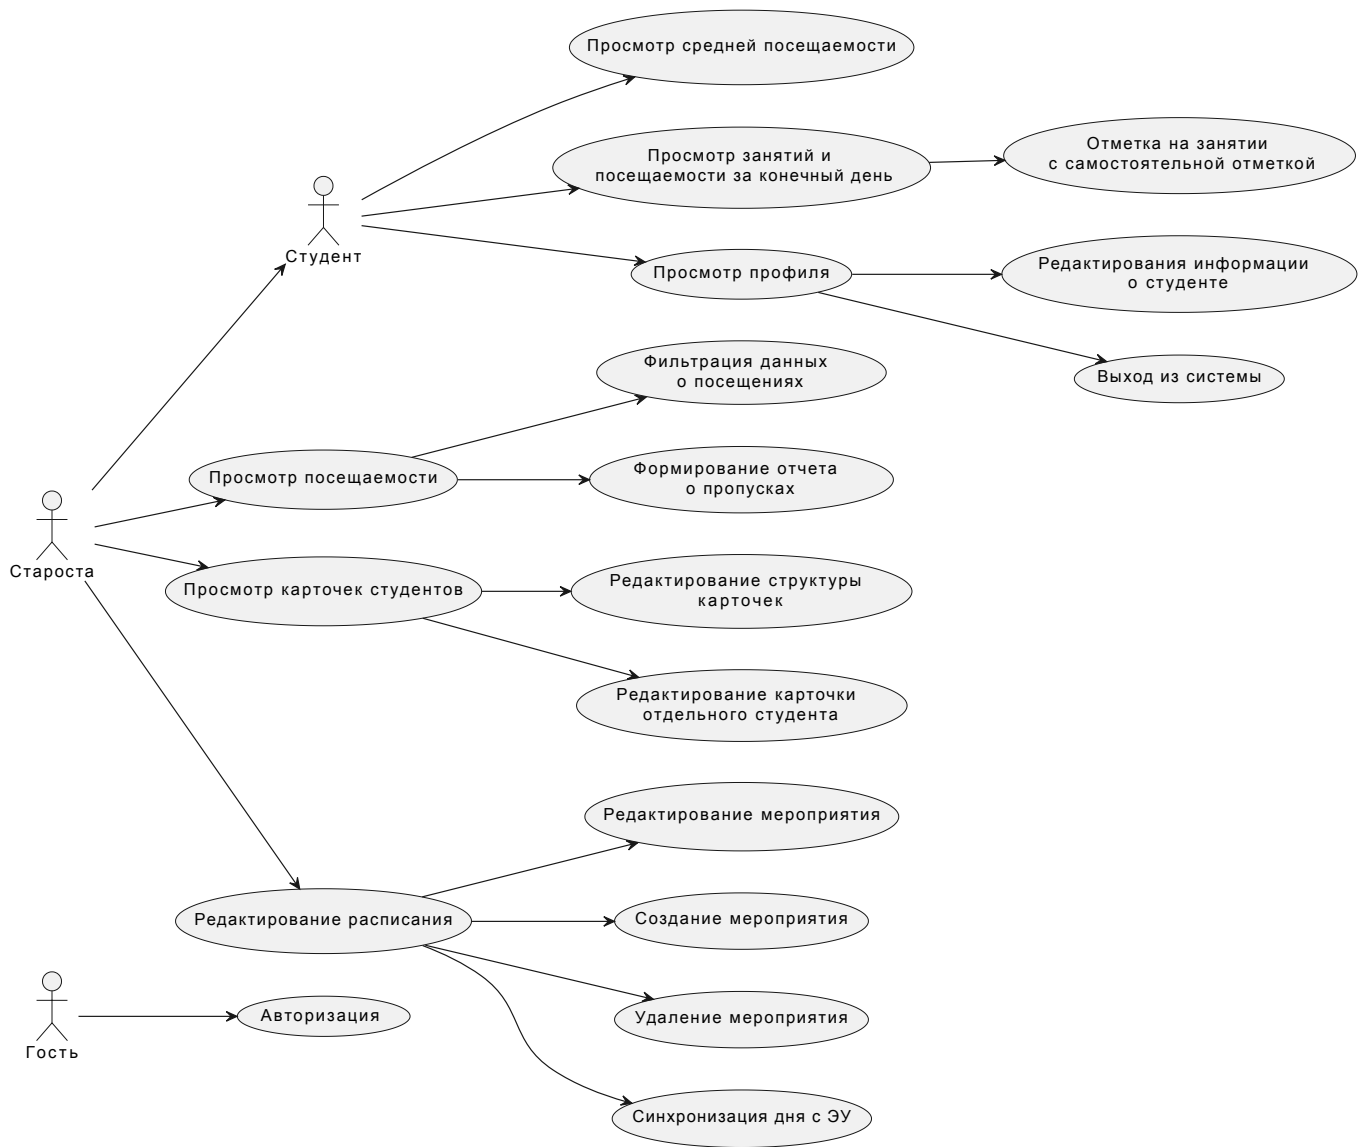 Просмотр средней посещаемости
Просмотр занятий и
посещаемости за конечный день
Отметка на занятии
с самостоятельной отметкой
Студент
Просмотр профиля
Редактирования информации
о студенте
Выход из системы
Фильтрация данных
о посещениях
Просмотр посещаемости
Формирование отчета
о пропусках
Староста
Просмотр карточек студентов
Редактирование структуры
карточек
Редактирование карточки
отдельного студента
Редактирование мероприятия
Редактирование расписания
Создание мероприятия
Гость
Авторизация
Удаление мероприятия
Синхронизация дня с ЭУ